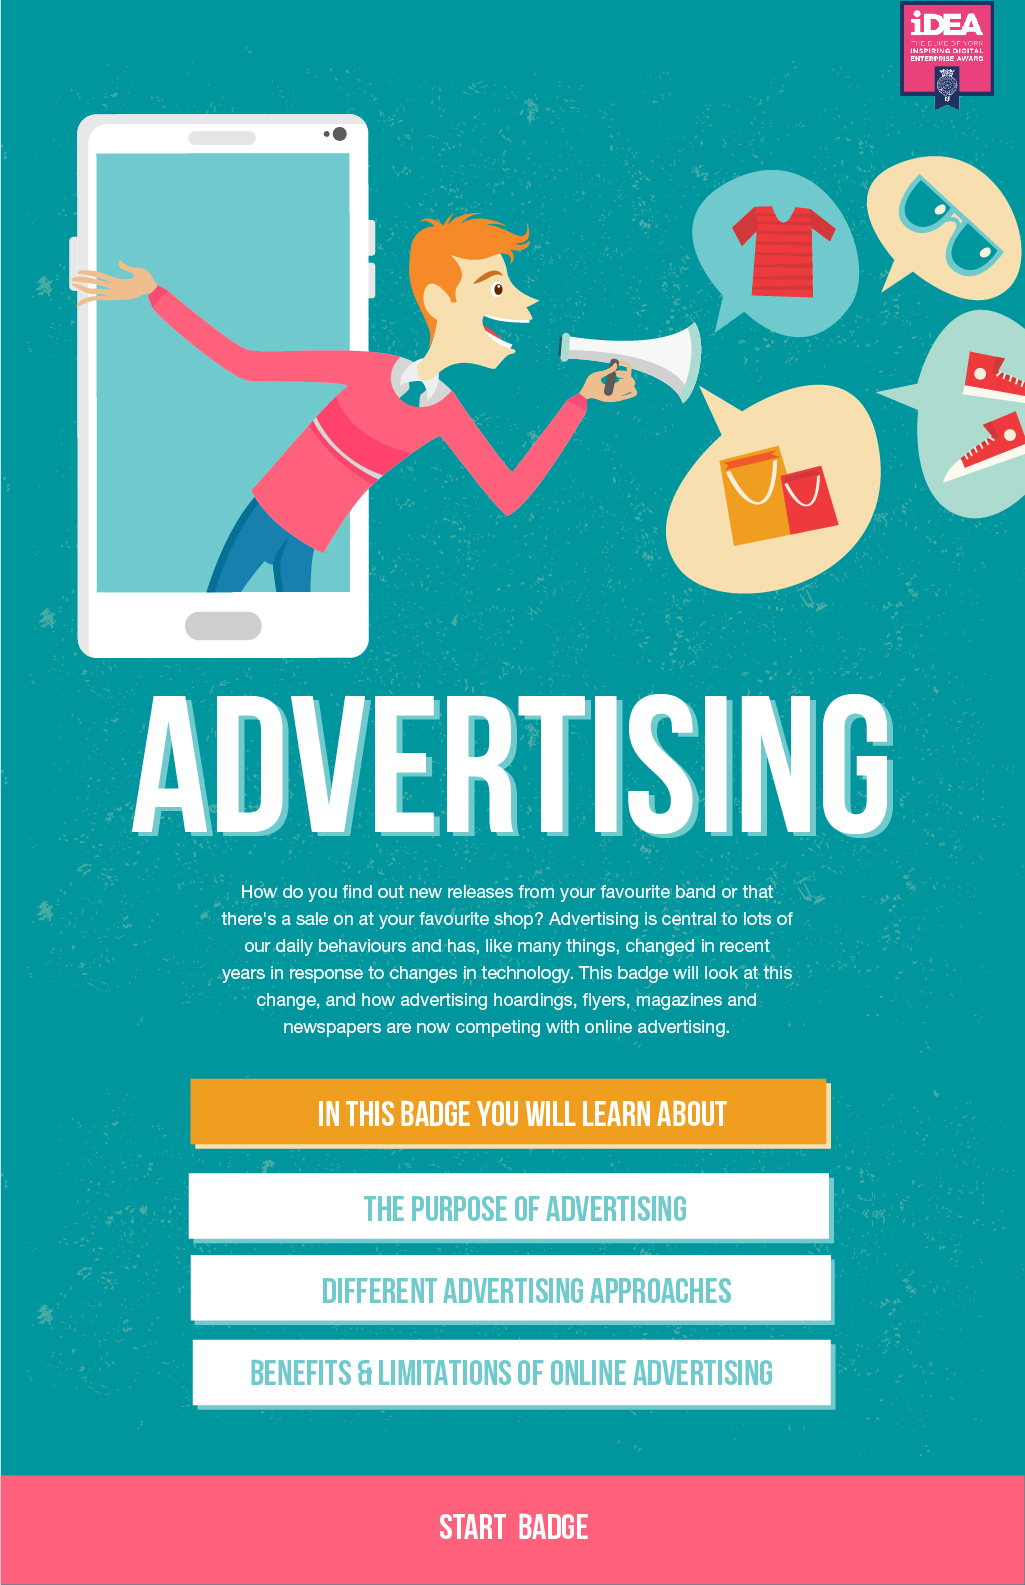 iDEA
THE DUKE OF YORK
INSPIRING DIGITAL
ENTERPRISE AWARD
ADVERTISING
How do you find out new releases from your favourite band or that
there's a sale on at your favourite shop? Advertising is central to lots of
our daily behaviours and has, like many things, changed in recent
years in response to changes in technology. This badge will look at this
change, and how advertising hoardings, flyers, magazines and
newspapers are now competing with online advertising.
IN THIS BADGE YOU WILL LEARN ABOUT
THE PURPOSE OF ADVERTISING
DIFFERENT ADVERTISING APPROACHES
BENEFITS & LIMITATIONS OF ONLINE ADVERTISING
START BADGE